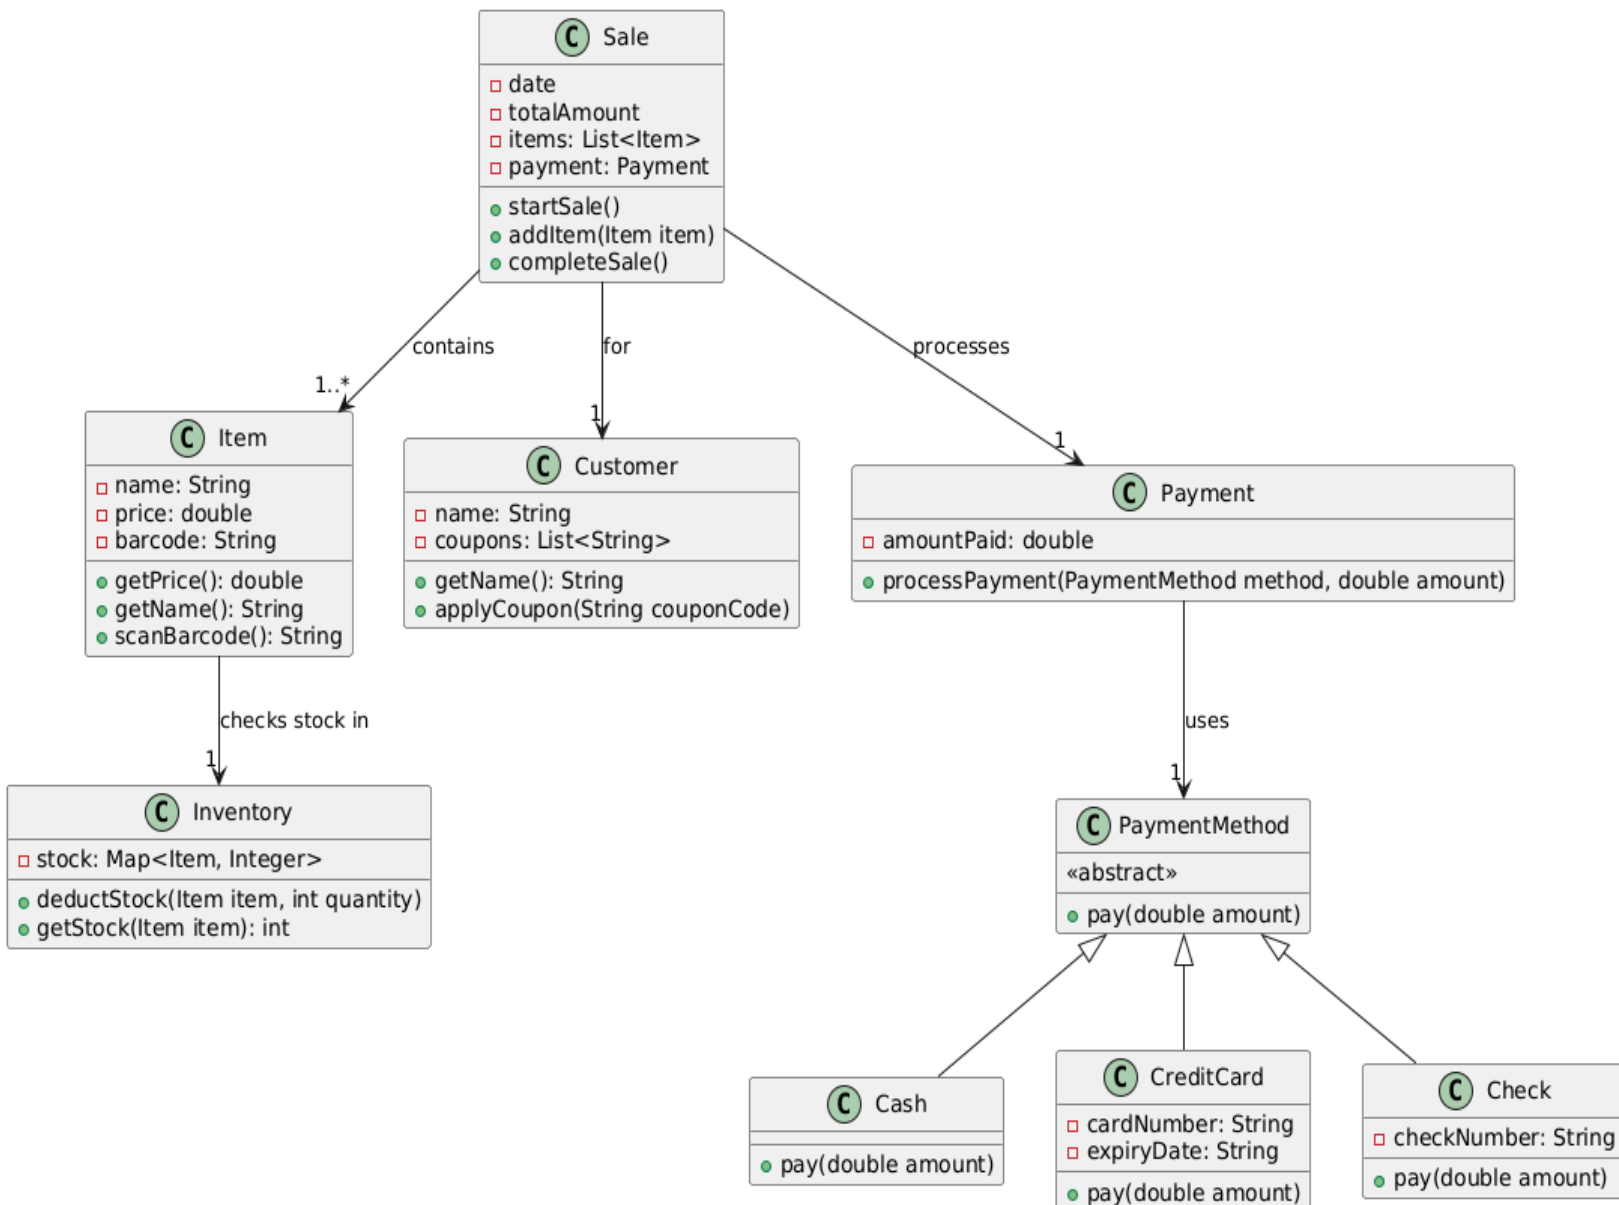 C Sale
date
totalAmount
items: List<Item>
payment: Payment
startSale()
addItem(Item item)
completeSale()
contains
for
processes
1..*
1
1
C Item
name: String
price: double
barcode: String
getPrice(): double
getName(): String
scanBarcode(): String
C Customer
name: String
coupons: List<String>
getName(): String
applyCoupon(String couponCode)
C Payment
amountPaid: double
processPayment(PaymentMethod method, double amount)
checks stock in
1
uses
1
C Inventory
stock: Map<Item, Integer>
deductStock(Item item, int quantity)
getStock(Item item): int
C PaymentMethod
«abstract»
pay(double amount)
C Cash
pay(double amount)
C CreditCard
cardNumber: String
expiryDate: String
pay(double amount)
C Check
checkNumber: String
pay(double amount)